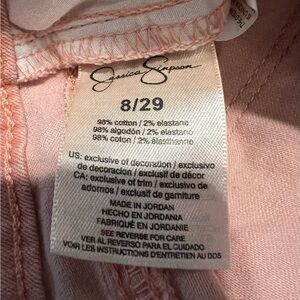 Jessica Simpson
8/29
98% cotton / 2% elastane
98% algodón / 2% elastano
98% coton / 2% élasthanne
US: exclusive of decoration / exclusivo
de decoración / exclusif de décor
CA: exclusive of trim / exclusivo de
adornos / exclusif de garniture
MADE IN JORDAN
HECHO EN JORDANIA
FABRIQUÉ EN JORDANIE
SEE REVERSE FOR CARE
VER AL REVERSO PARA EL CUIDADO
VOIR LES INSTRUCTIONS D'ENTRETIEN AU DOS